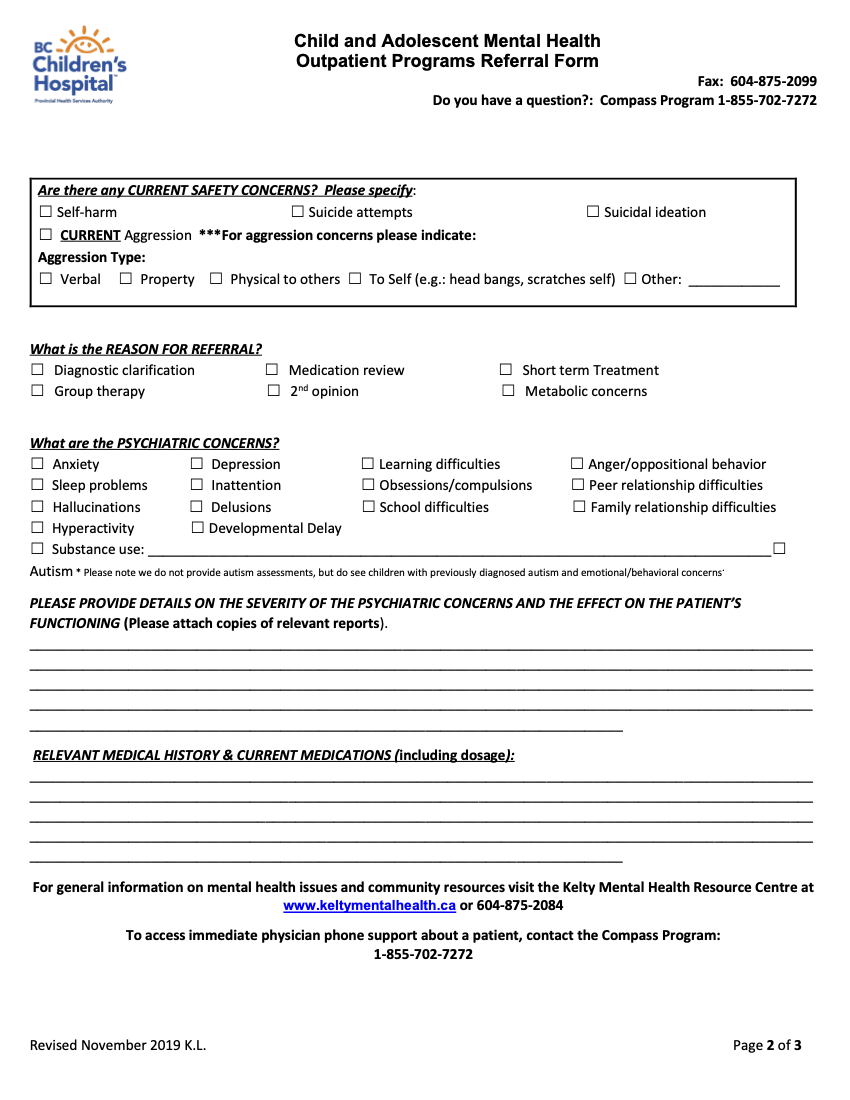 BC
Children's
Hospital™
Provincial Health Services Authority
Child and Adolescent Mental Health
Outpatient Programs Referral Form
Fax: 604-875-2099
Do you have a question?: Compass Program 1-855-702-7272
Are there any CURRENT SAFETY CONCERNS? Please specify:
☐ Self-harm ☐ Suicide attempts ☐ Suicidal ideation
☐ CURRENT Aggression ***For aggression concerns please indicate:
Aggression Type:
☐ Verbal ☐ Property ☐ Physical to others ☐ To Self (e.g.: head bangs, scratches self) ☐ Other: ____________
What is the REASON FOR REFERRAL?
☐ Diagnostic clarification ☐ Medication review ☐ Short term Treatment
☐ Group therapy ☐ 2nd opinion ☐ Metabolic concerns
What are the PSYCHIATRIC CONCERNS?
☐ Anxiety ☐ Depression ☐ Learning difficulties ☐ Anger/oppositional behavior
☐ Sleep problems ☐ Inattention ☐ Obsessions/compulsions ☐ Peer relationship difficulties
☐ Hallucinations ☐ Delusions ☐ School difficulties ☐ Family relationship difficulties
☐ Hyperactivity ☐ Developmental Delay
☐ Substance use: ____________ ☐
Autism * Please note we do not provide autism assessments, but do see children with previously diagnosed autism and emotional/behavioral concerns*
PLEASE PROVIDE DETAILS ON THE SEVERITY OF THE PSYCHIATRIC CONCERNS AND THE EFFECT ON THE PATIENT'S
FUNCTIONING (Please attach copies of relevant reports).
RELEVANT MEDICAL HISTORY & CURRENT MEDICATIONS (including dosage):
For general information on mental health issues and community resources visit the Kelty Mental Health Resource Centre at
www.keltymentalhealth.ca or 604-875-2084
To access immediate physician phone support about a patient, contact the Compass Program:
1-855-702-7272
Revised November 2019 K.L. Page 2 of 3